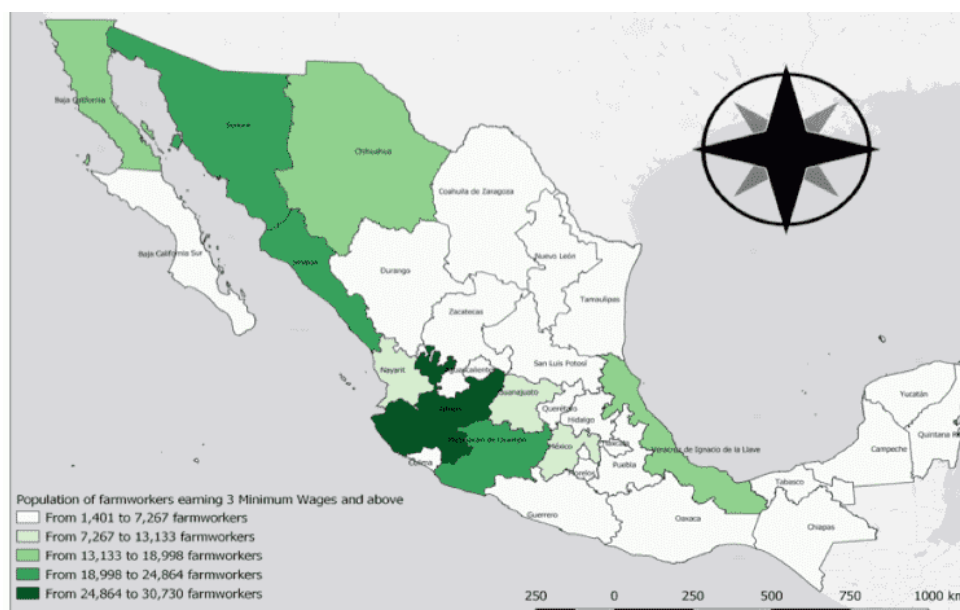 Baja California
Sonora
Chihuahua
Coahuila de Zaragoza
Baja California Sur
Nuevo León
Durango
Tamaulipas
Zacatecas
San Luis Potosí
Nayarit
Aguascalientes
Guanajuato
Querétaro
Hidalgo
Jalisco
Michoacán de Ocampo
México
Tlaxcala
Veracruz de Ignacio de la Llave
Yucatán
Quintana R
Campeche
Colima
Morelos
Puebla
Tabasco
Guerrero
Oaxaca
Chiapas
Population of farmworkers earning 3 Minimum Wages and above
From 1,401 to 7,267 farmworkers
From 7,267 to 13,133 farmworkers
From 13,133 to 18,998 farmworkers
From 18,998 to 24,864 farmworkers
From 24,864 to 30,730 farmworkers
250 0 250 500 750 1000 km